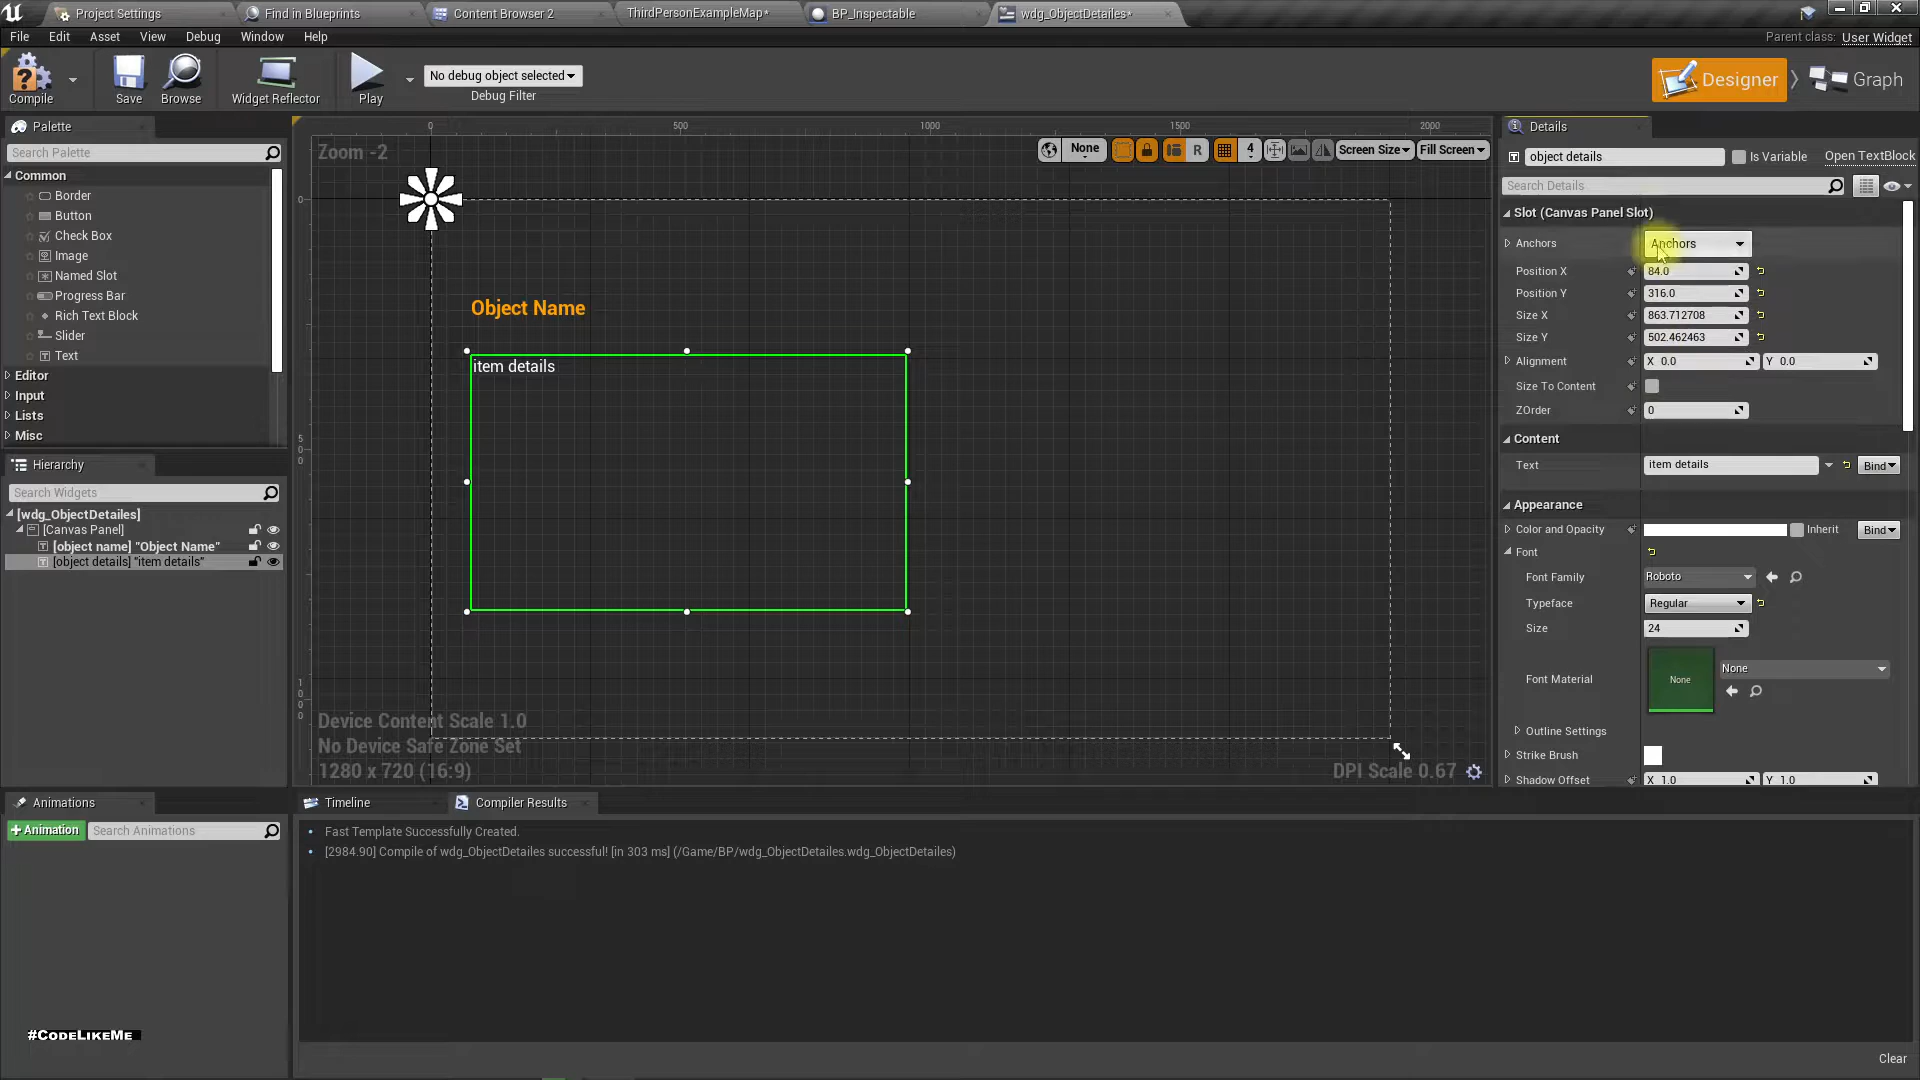 Project Settings
Find in Blueprints
Content Browser 2
ThirdPersonExampleMap*
BP_Inspectable
wdg_ObjectDetailes*
File Edit Asset View Debug Window Help
Parent class: User Widget
Compile
Save
Browse
Widget Reflector
Play
No debug object selected
Debug Filter
Designer
Graph
Palette
Search Palette
Common
Border
Button
Check Box
Image
Named Slot
Progress Bar
Rich Text Block
Slider
Text
Editor
Input
Lists
Misc
Hierarchy
Search Widgets
[wdg_ObjectDetailes]
[Canvas Panel]
[object name] "Object Name"
[object details] "item details"
Animations
+ Animation
Search Animations
#CodeLikeMe
0 500 1000 1500 2000
Zoom -2
None
R
4
Screen Size
Fill Screen
0
5
0
0
1
0
0
0
Object Name
item details
Device Content Scale 1.0
No Device Safe Zone Set
1280 x 720 (16:9)
DPI Scale 0.67
Timeline
Compiler Results
Fast Template Successfully Created.
[2984.90] Compile of wdg_ObjectDetailes successful! [in 303 ms] (/Game/BP/wdg_ObjectDetailes.wdg_ObjectDetailes)
Clear
Details
object details
Is Variable
Open TextBlock
Search Details
Slot (Canvas Panel Slot)
Anchors
Anchors
Position X 84.0
Position Y 316.0
Size X 863.712708
Size Y 502.462463
Alignment X 0.0 Y 0.0
Size To Content
ZOrder 0
Content
Text item details Bind
Appearance
Color and Opacity Inherit Bind
Font
Font Family Roboto
Typeface Regular
Size 24
Font Material None None
Outline Settings
Strike Brush
Shadow Offset X 1.0 Y 1.0